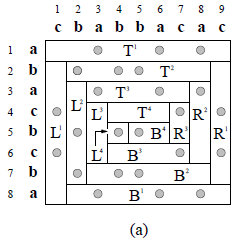 1 2 3 4 5 6 7 8 9
c b a c b b c a c
1 a T¹
2 b T²
3 a T³
4 c L¹ L² L³ T⁴ R² 
5 b B⁴ R³ R¹
6 c L⁴ B³
7 b B²
8 a B¹
(a)